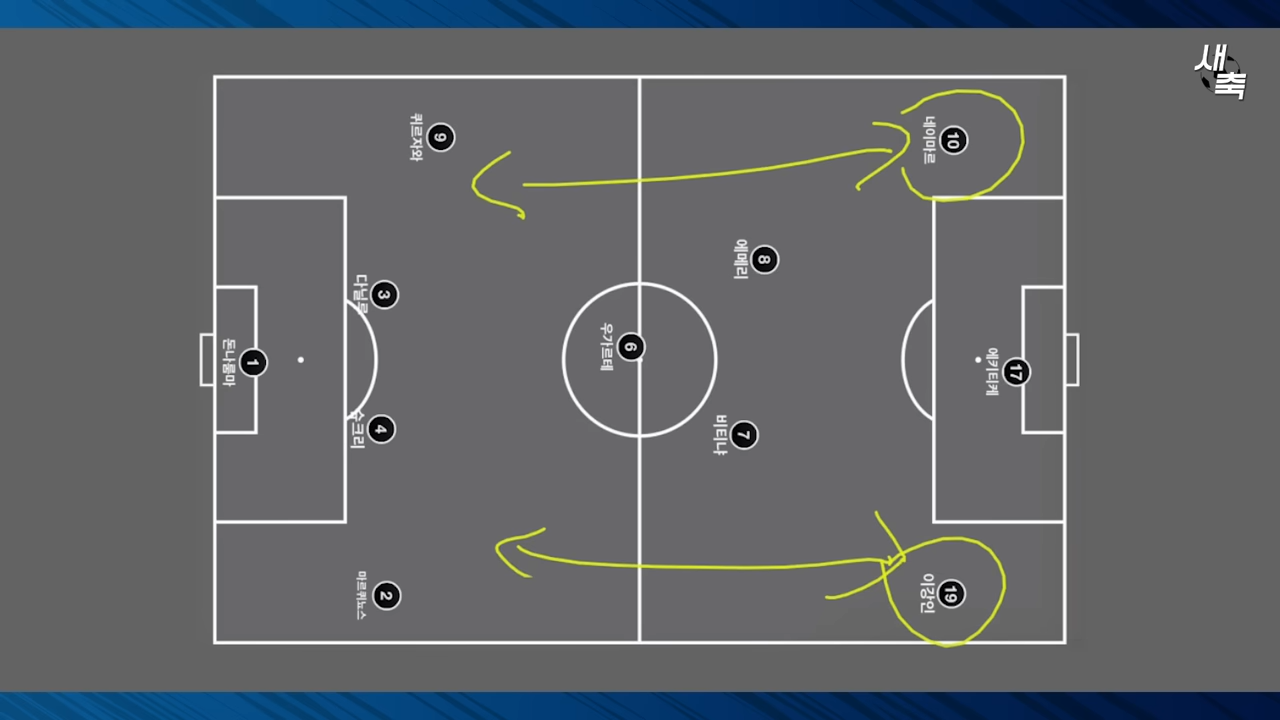 새
축
9
퀴르자와
10
네이마르
8
에메리
3
다닐루
6
우가르테
1
돈나룸마
17
에키티케
4
슈크리
7
비티냐
2
마르퀴뇨스
19
이강인